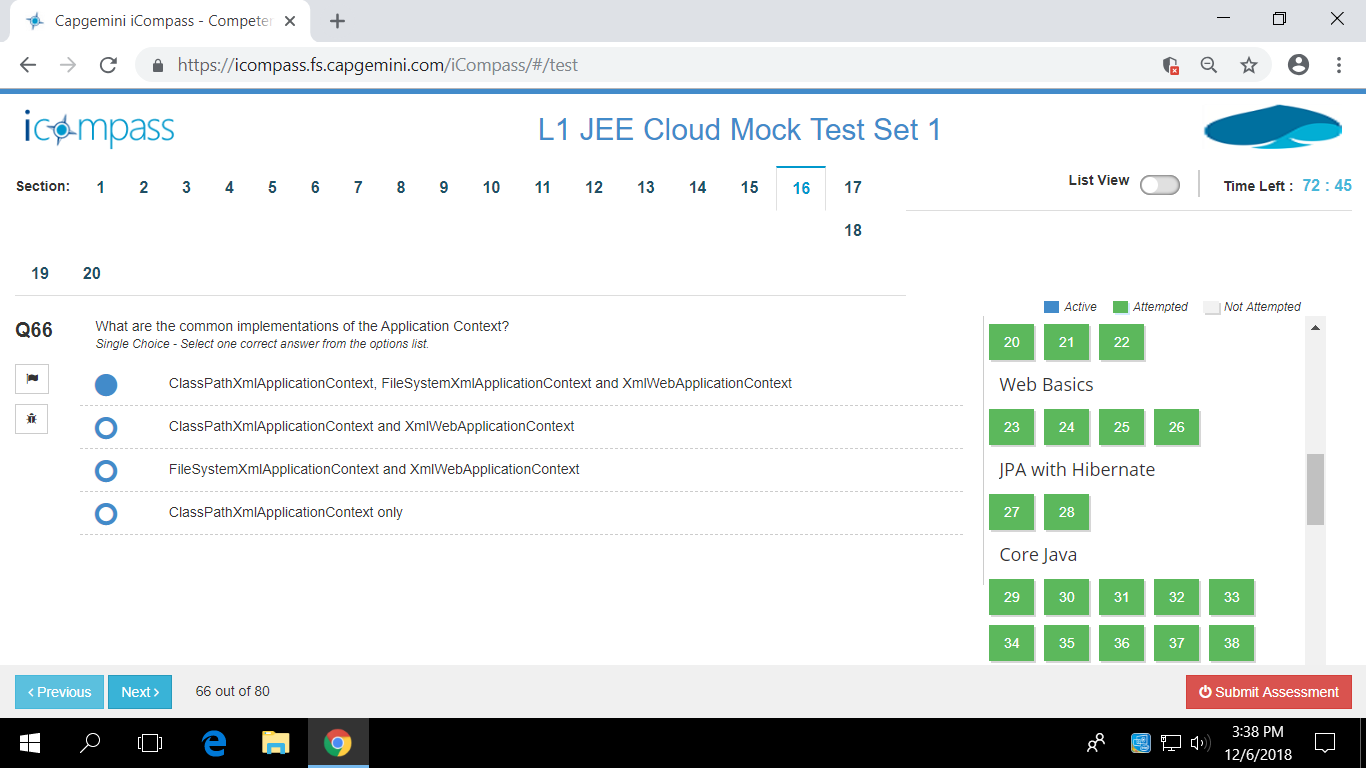 Capgemini iCompass - Competen
https://icompass.fs.capgemini.com/iCompass/#/test
icompass
L1 JEE Cloud Mock Test Set 1
Section: 1 2 3 4 5 6 7 8 9 10 11 12 13 14 15 16 17
List View
Time Left : 72 : 45
18
19 20
Active Attempted Not Attempted
Q66
What are the common implementations of the Application Context?
Single Choice - Select one correct answer from the options list.
ClassPathXmlApplicationContext, FileSystemXmlApplicationContext and XmlWebApplicationContext
ClassPathXmlApplicationContext and XmlWebApplicationContext
FileSystemXmlApplicationContext and XmlWebApplicationContext
ClassPathXmlApplicationContext only
20 21 22
Web Basics
23 24 25 26
JPA with Hibernate
27 28
Core Java
29 30 31 32 33
34 35 36 37 38
‹ Previous
Next ›
66 out of 80
Submit Assessment
3:38 PM
12/6/2018